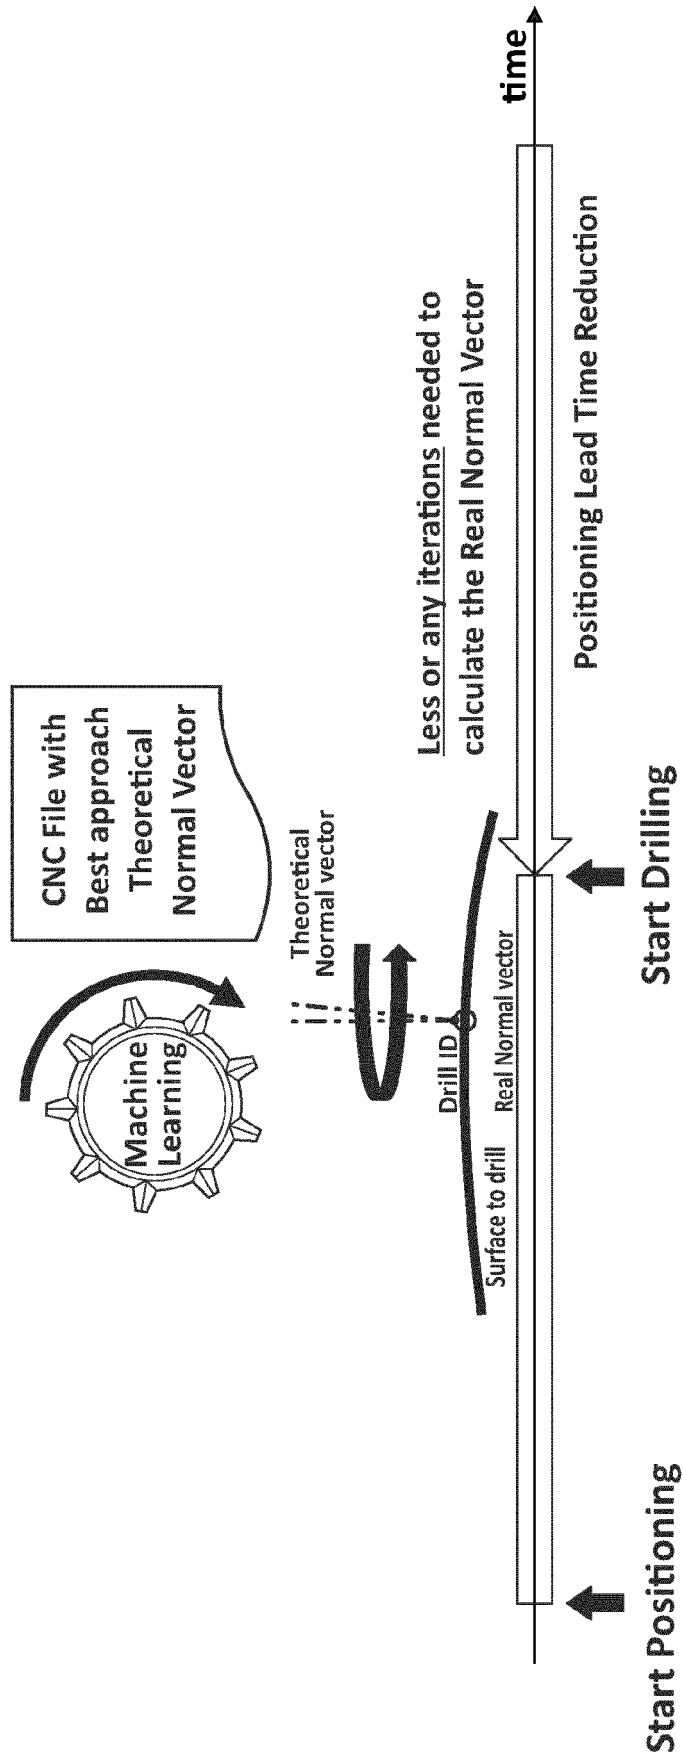 Machine
Learning
CNC File with
Best approach
Theoretical
Normal Vector
Theoretical
Normal vector
Drill ID
Real Normal vector
Surface to drill
Less or any iterations needed to
calculate the Real Normal Vector
time
Positioning Lead Time Reduction
Start Positioning
Start Drilling